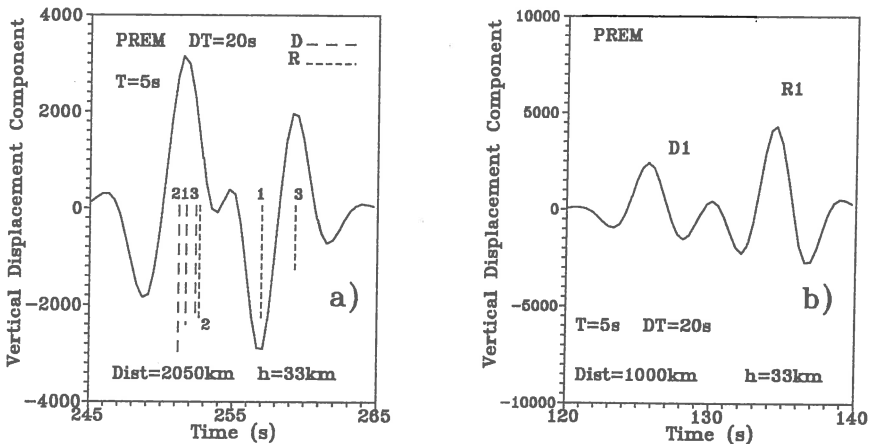 4000
2000
0
-2000
-4000
Vertical Displacement Component
PREM DT=20s
D
R
T=5s
2 1 3
1
3
2
a)
Dist=2050km h=33km
245
255
265
Time (s)
10000
5000
0
-5000
-10000
Vertical Displacement Component
PREM
D1
R1
b)
T=5s DT=20s
Dist=1000km h=33km
120
130
140
Time (s)